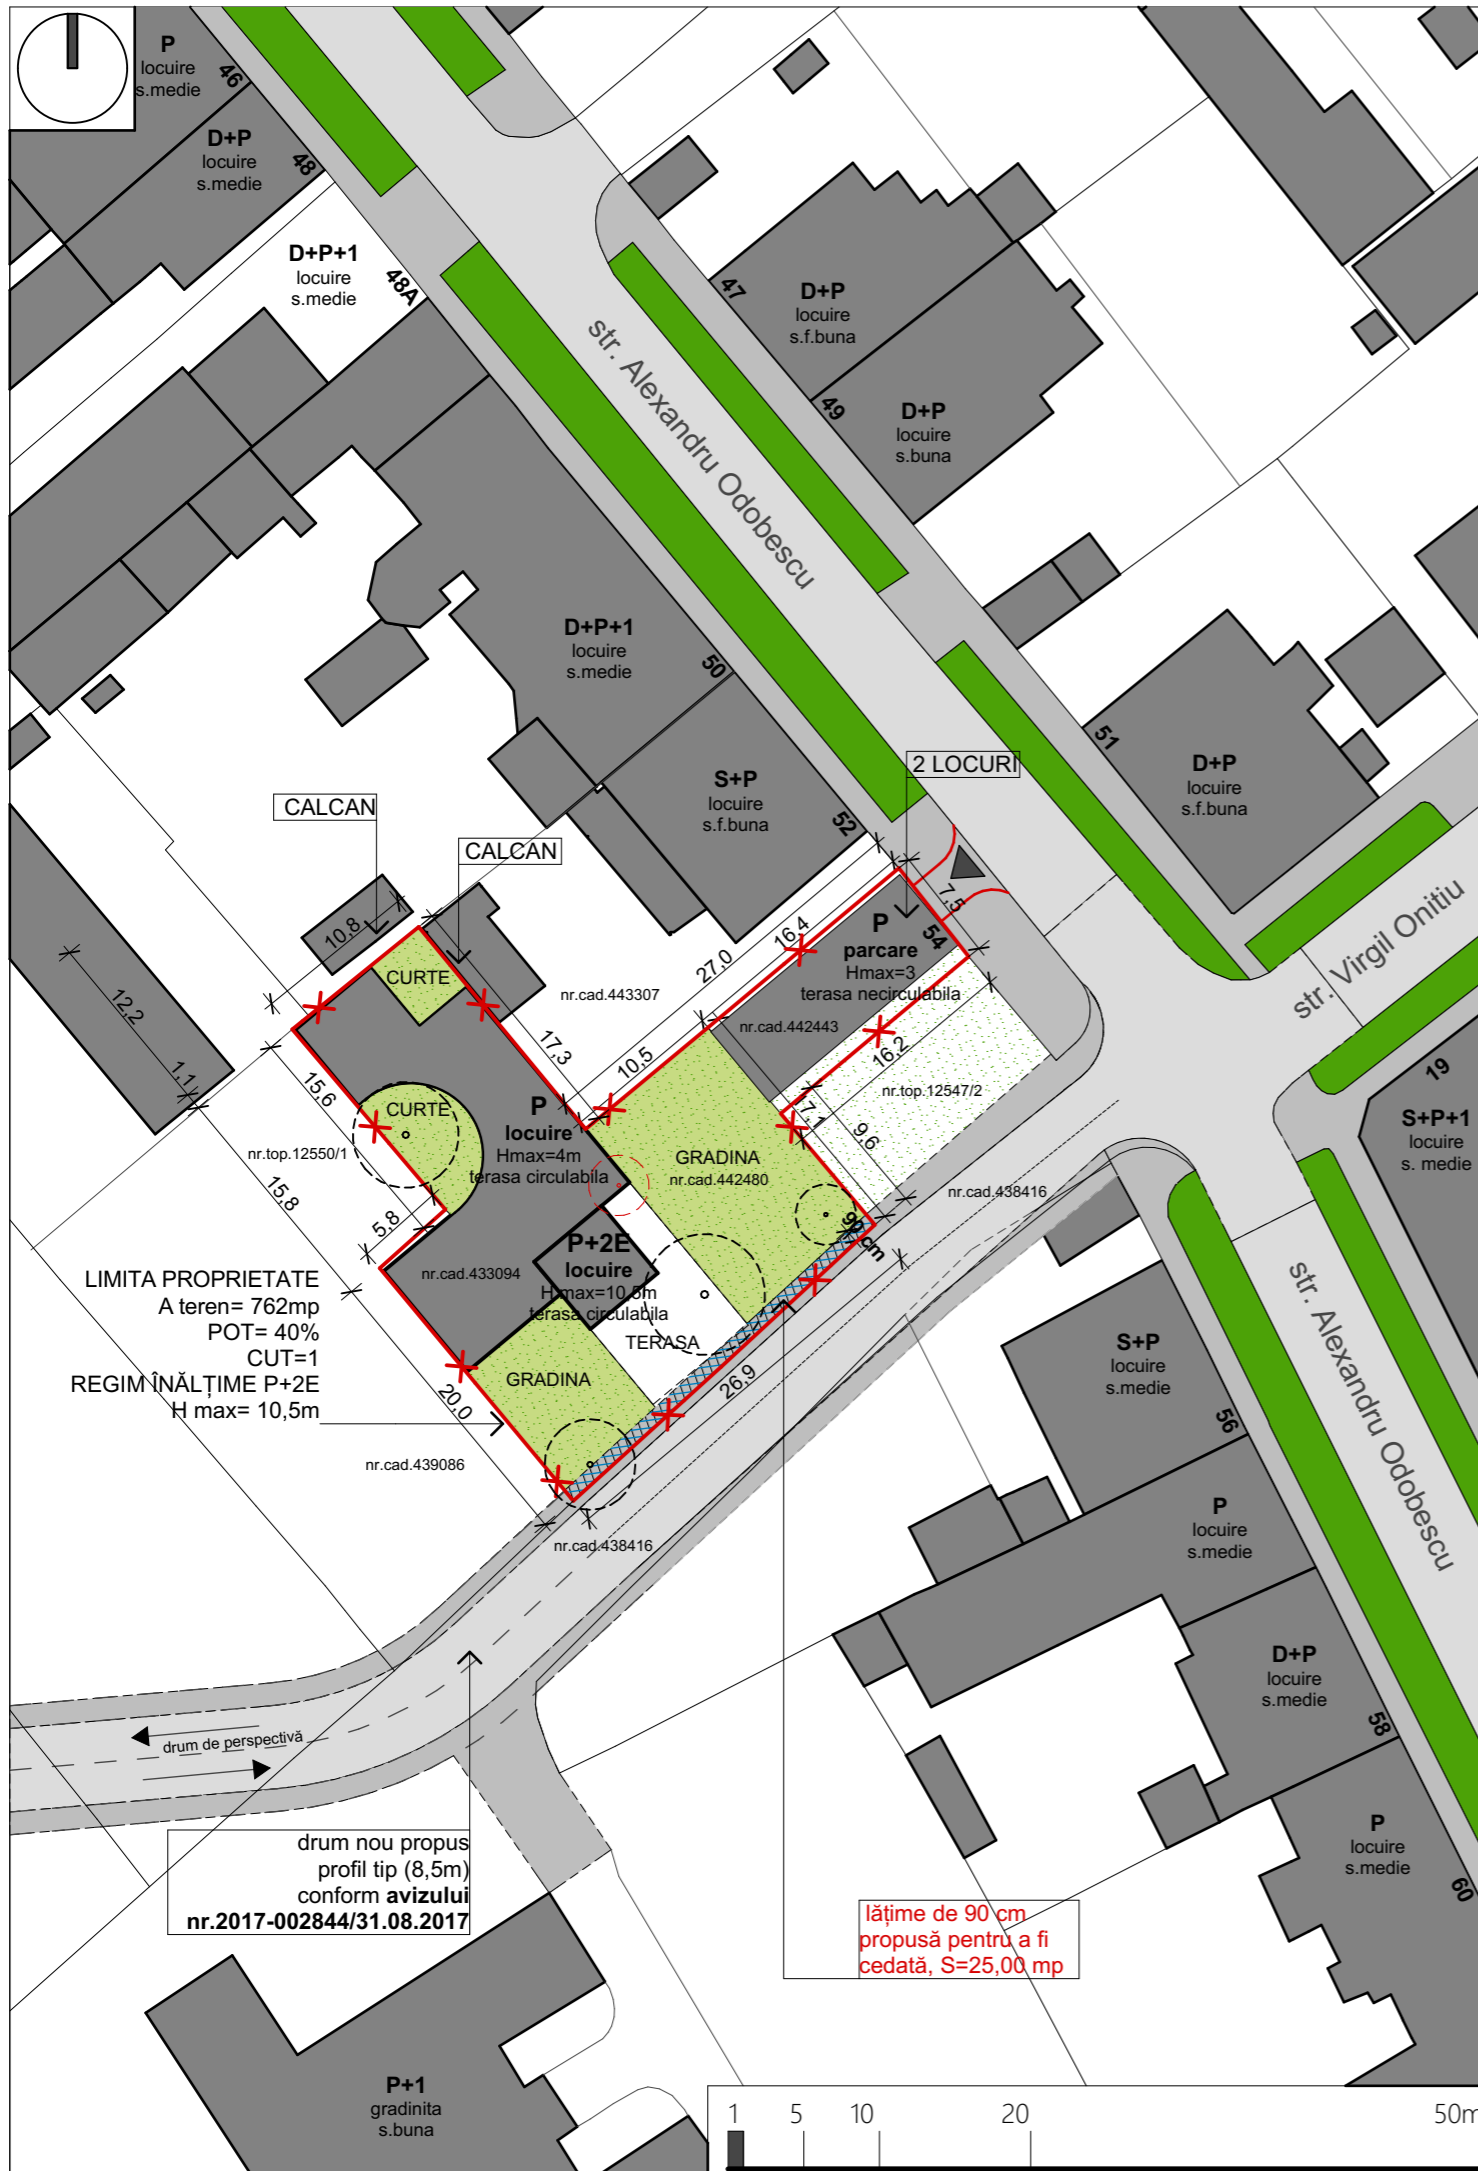 P
locuire
s.medie
46
D+P
locuire
s.medie
48
D+P+1
locuire
s.medie
48A
47
D+P
locuire
s.f.buna
str. Alexandru Odobescu
49
D+P
locuire
s.buna
D+P+1
locuire
s.medie
50
S+P
locuire
s.f.buna
52
51
D+P
locuire
s.f.buna
2 LOCURI
CALCAN
CALCAN
str. Virgil Onitiu
10,8
CURTE
12,2
1,1
nr.cad.443307
27,0
16,4
7,5
P
parcare
Hmax=3
terasa necirculabila
54
nr.cad.442443
17,3
10,5
16,2
15,6
CURTE
nr.top.12550/1
P
locuire
Hmax=4m
terasa circulabila
7,1
9,6
nr.top.12547/2
GRADINA
nr.cad.442480
nr.cad.438416
19
S+P+1
locuire
s. medie
15,8
5,8
90 cm
P+2E
locuire
H max=10,5m
terasa circulabila
nr.cad.433094
TERASA
LIMITA PROPRIETATE
A teren= 762mp
POT= 40%
CUT=1
REGIM ÎNĂLȚIME P+2E
H max= 10,5m
GRADINA
20,0
26,9
nr.cad.439086
nr.cad.438416
S+P
locuire
s.medie
56
str. Alexandru Odobescu
P
locuire
s.medie
D+P
locuire
s.medie
58
P
locuire
s.medie
60
drum de perspectivă
drum nou propus
profil tip (8,5m)
conform avizului
nr.2017-002844/31.08.2017
lățime de 90 cm
propusă pentru a fi
cedată, S=25,00 mp
P+1
gradinita
s.buna
1 5 10 20 50m